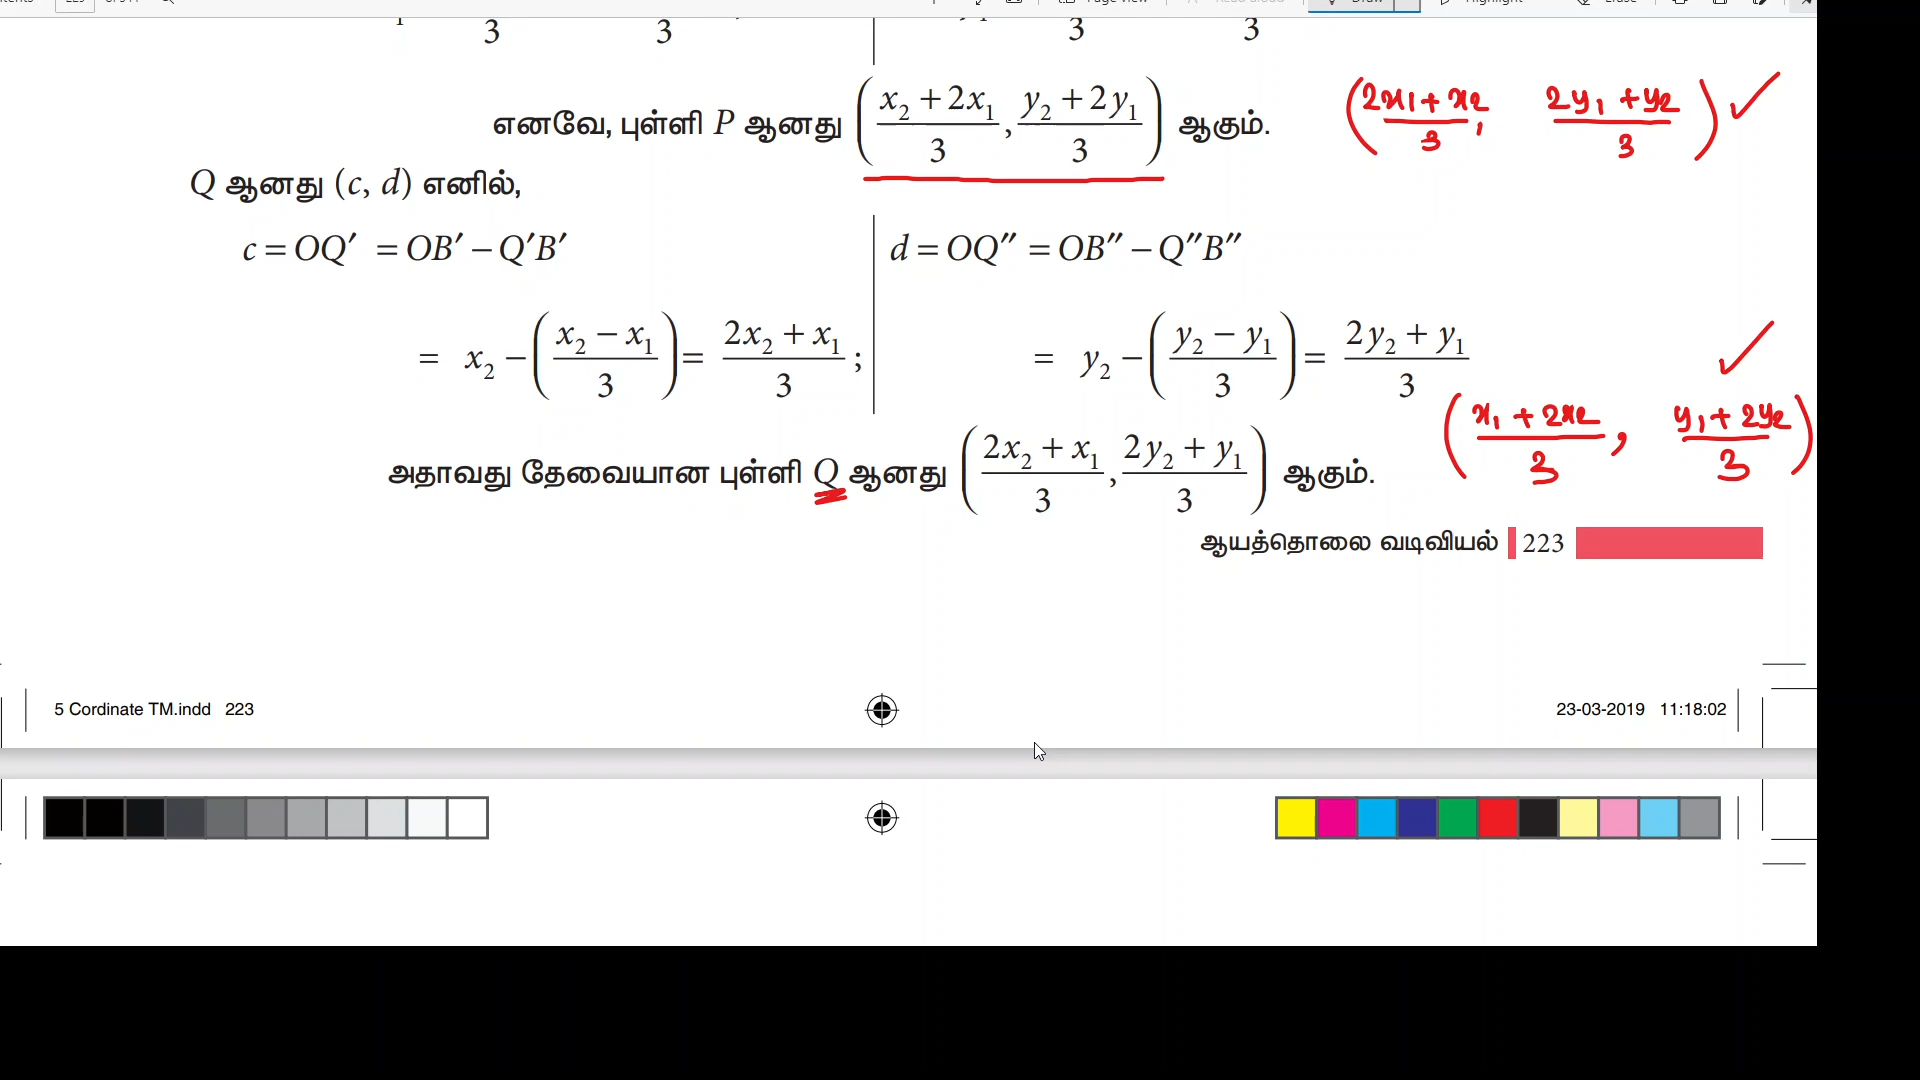 3 3 3 3
எனவே, புள்ளி P ஆனது ( (x₂ + 2x₁)/3 , (y₂ + 2y₁)/3 ) ஆகும். ( (2x₁ + x₂)/3 , (2y₁ + y₂)/3 ) ✓
Q ஆனது (c, d) எனில்,
c = OQ′ = OB′ − Q′B′ d = OQ″ = OB″ − Q″B″
= x₂ − ( (x₂ − x₁)/3 ) = (2x₂ + x₁)/3 ; = y₂ − ( (y₂ − y₁)/3 ) = (2y₂ + y₁)/3 ✓
( (x₁ + 2x₂)/3 , (y₁ + 2y₂)/3 )
அதாவது தேவையான புள்ளி Q ஆனது ( (2x₂ + x₁)/3 , (2y₂ + y₁)/3 ) ஆகும்.
ஆயத்தொலை வடிவியல் 223
5 Cordinate TM.indd 223 23-03-2019 11:18:02